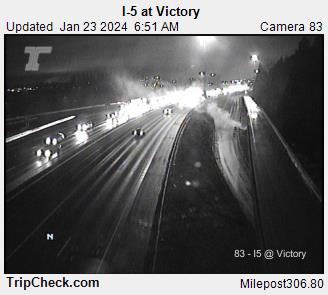 I-5 at Victory
Updated Jan 23 2024 6:51 AM Camera 83
N
83 - I5 @ Victory
TripCheck.com Milepost306.80